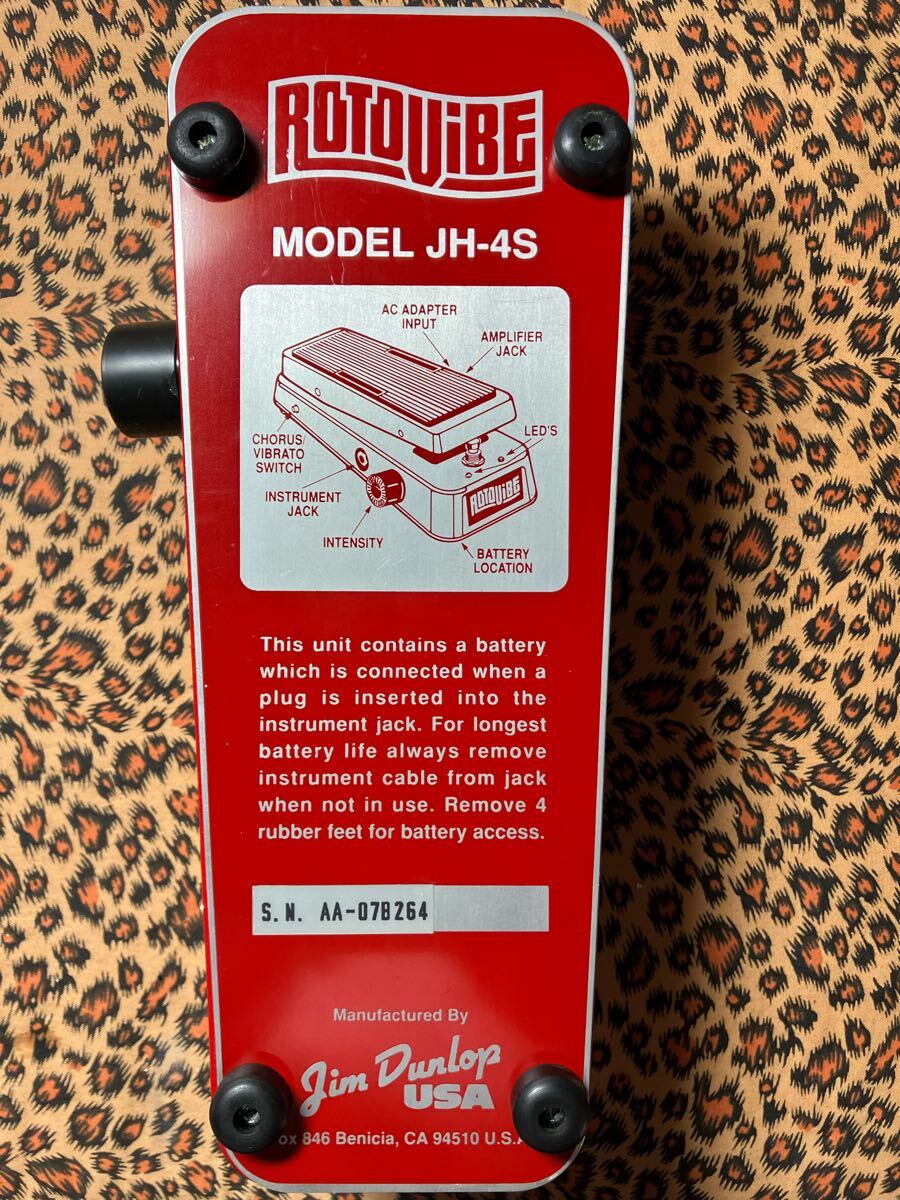 ROTOVIBE
MODEL JH-4S
AC ADAPTER
INPUT
AMPLIFIER
JACK
LED'S
CHORUS/
VIBRATO
SWITCH
INSTRUMENT
JACK
INTENSITY
ROTOVIBE
BATTERY
LOCATION
This unit contains a battery
which is connected when a
plug is inserted into the
instrument jack. For longest
battery life always remove
instrument cable from jack
when not in use. Remove 4
rubber feet for battery access.
S.N. AA-07B264
Manufactured By
Jim Dunlop
USA
846 Benicia, CA 94510 U.S.A